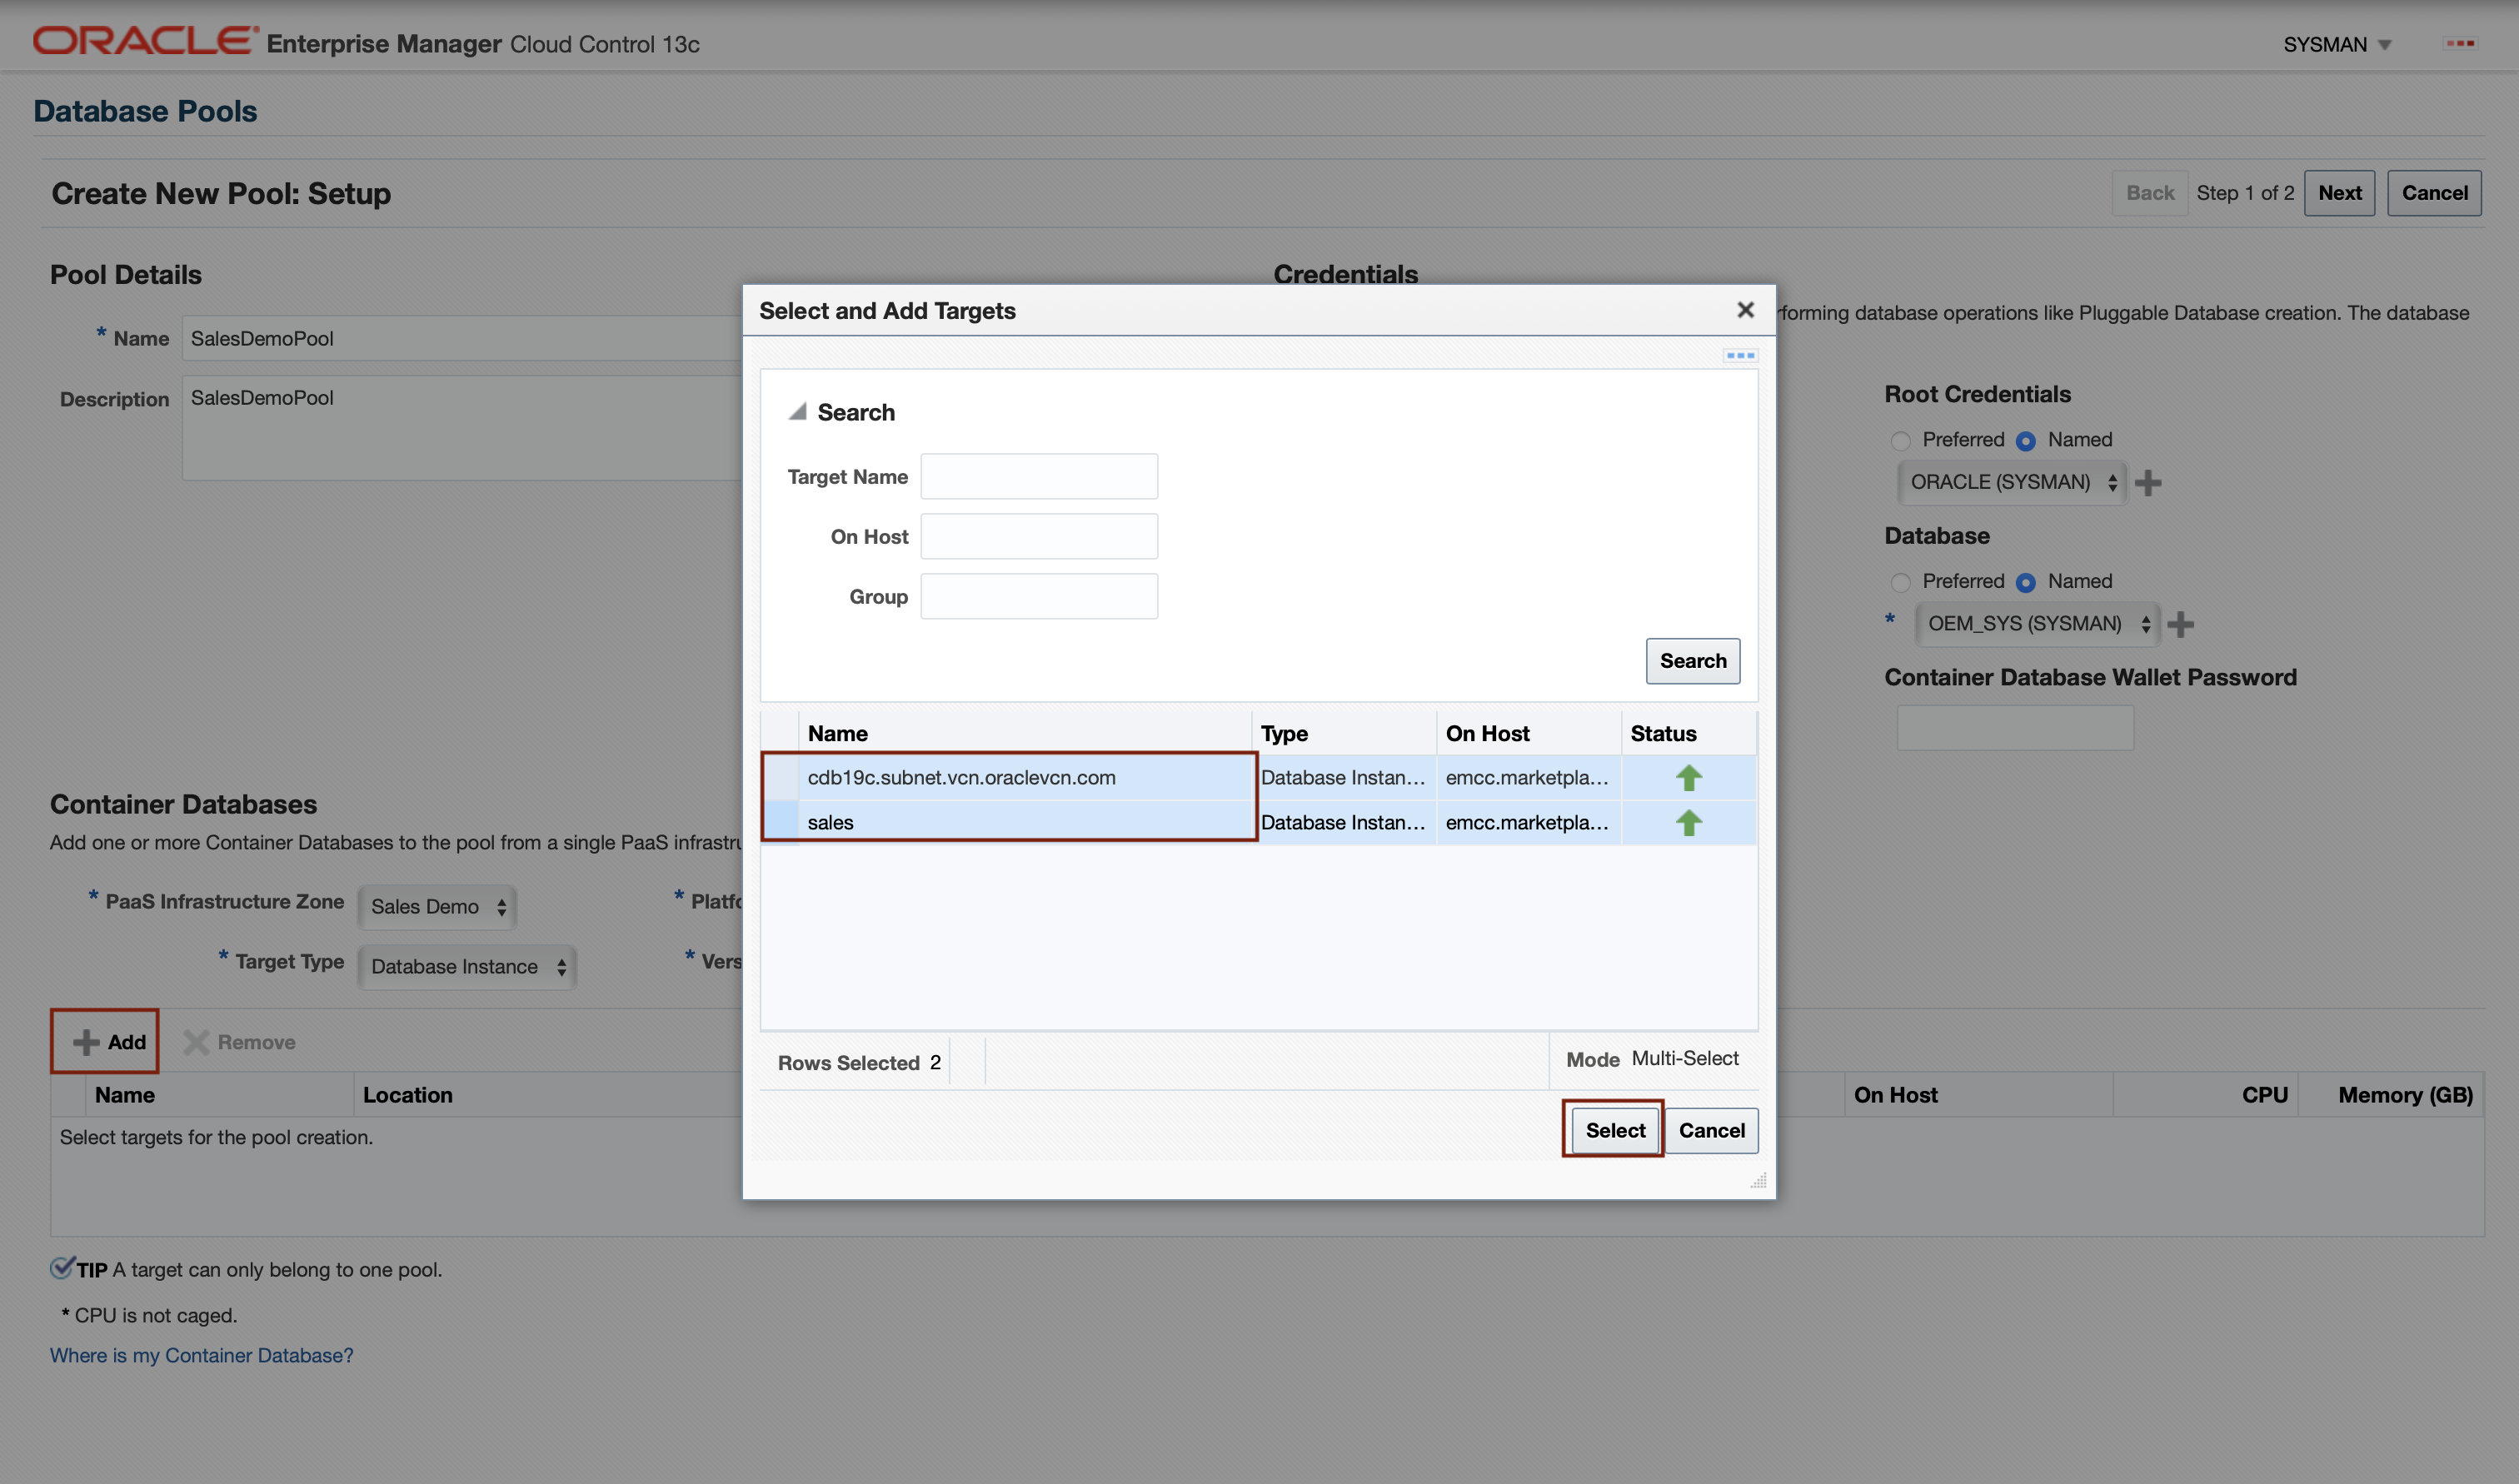 ORACLE Enterprise Manager Cloud Control 13c
SYSMAN
Database Pools
Create New Pool: Setup
Back Step 1 of 2 Next Cancel
Pool Details
* Name SalesDemoPool
Description SalesDemoPool
Credentials
forming database operations like Pluggable Database creation. The database
Root Credentials
Preferred Named
ORACLE (SYSMAN)
Database
Preferred Named
* OEM_SYS (SYSMAN)
Container Database Wallet Password
Container Databases
Add one or more Container Databases to the pool from a single PaaS
* PaaS Infrastructure Zone Sales Demo
* Target Type Database Instance
Add Remove
Name Location On Host CPU Memory (GB)
Select targets for the pool creation.
TIP A target can only belong to one pool.
* CPU is not caged.
Where is my Container Database?
Select and Add Targets
Search
Target Name
On Host
Group
Search
Name Type On Host Status
cdb19c.subnet.vcn.oraclevcn.com Database Instan... emcc.marketpla...
sales Database Instan... emcc.marketpla...
Rows Selected 2 Mode Multi-Select
Select Cancel